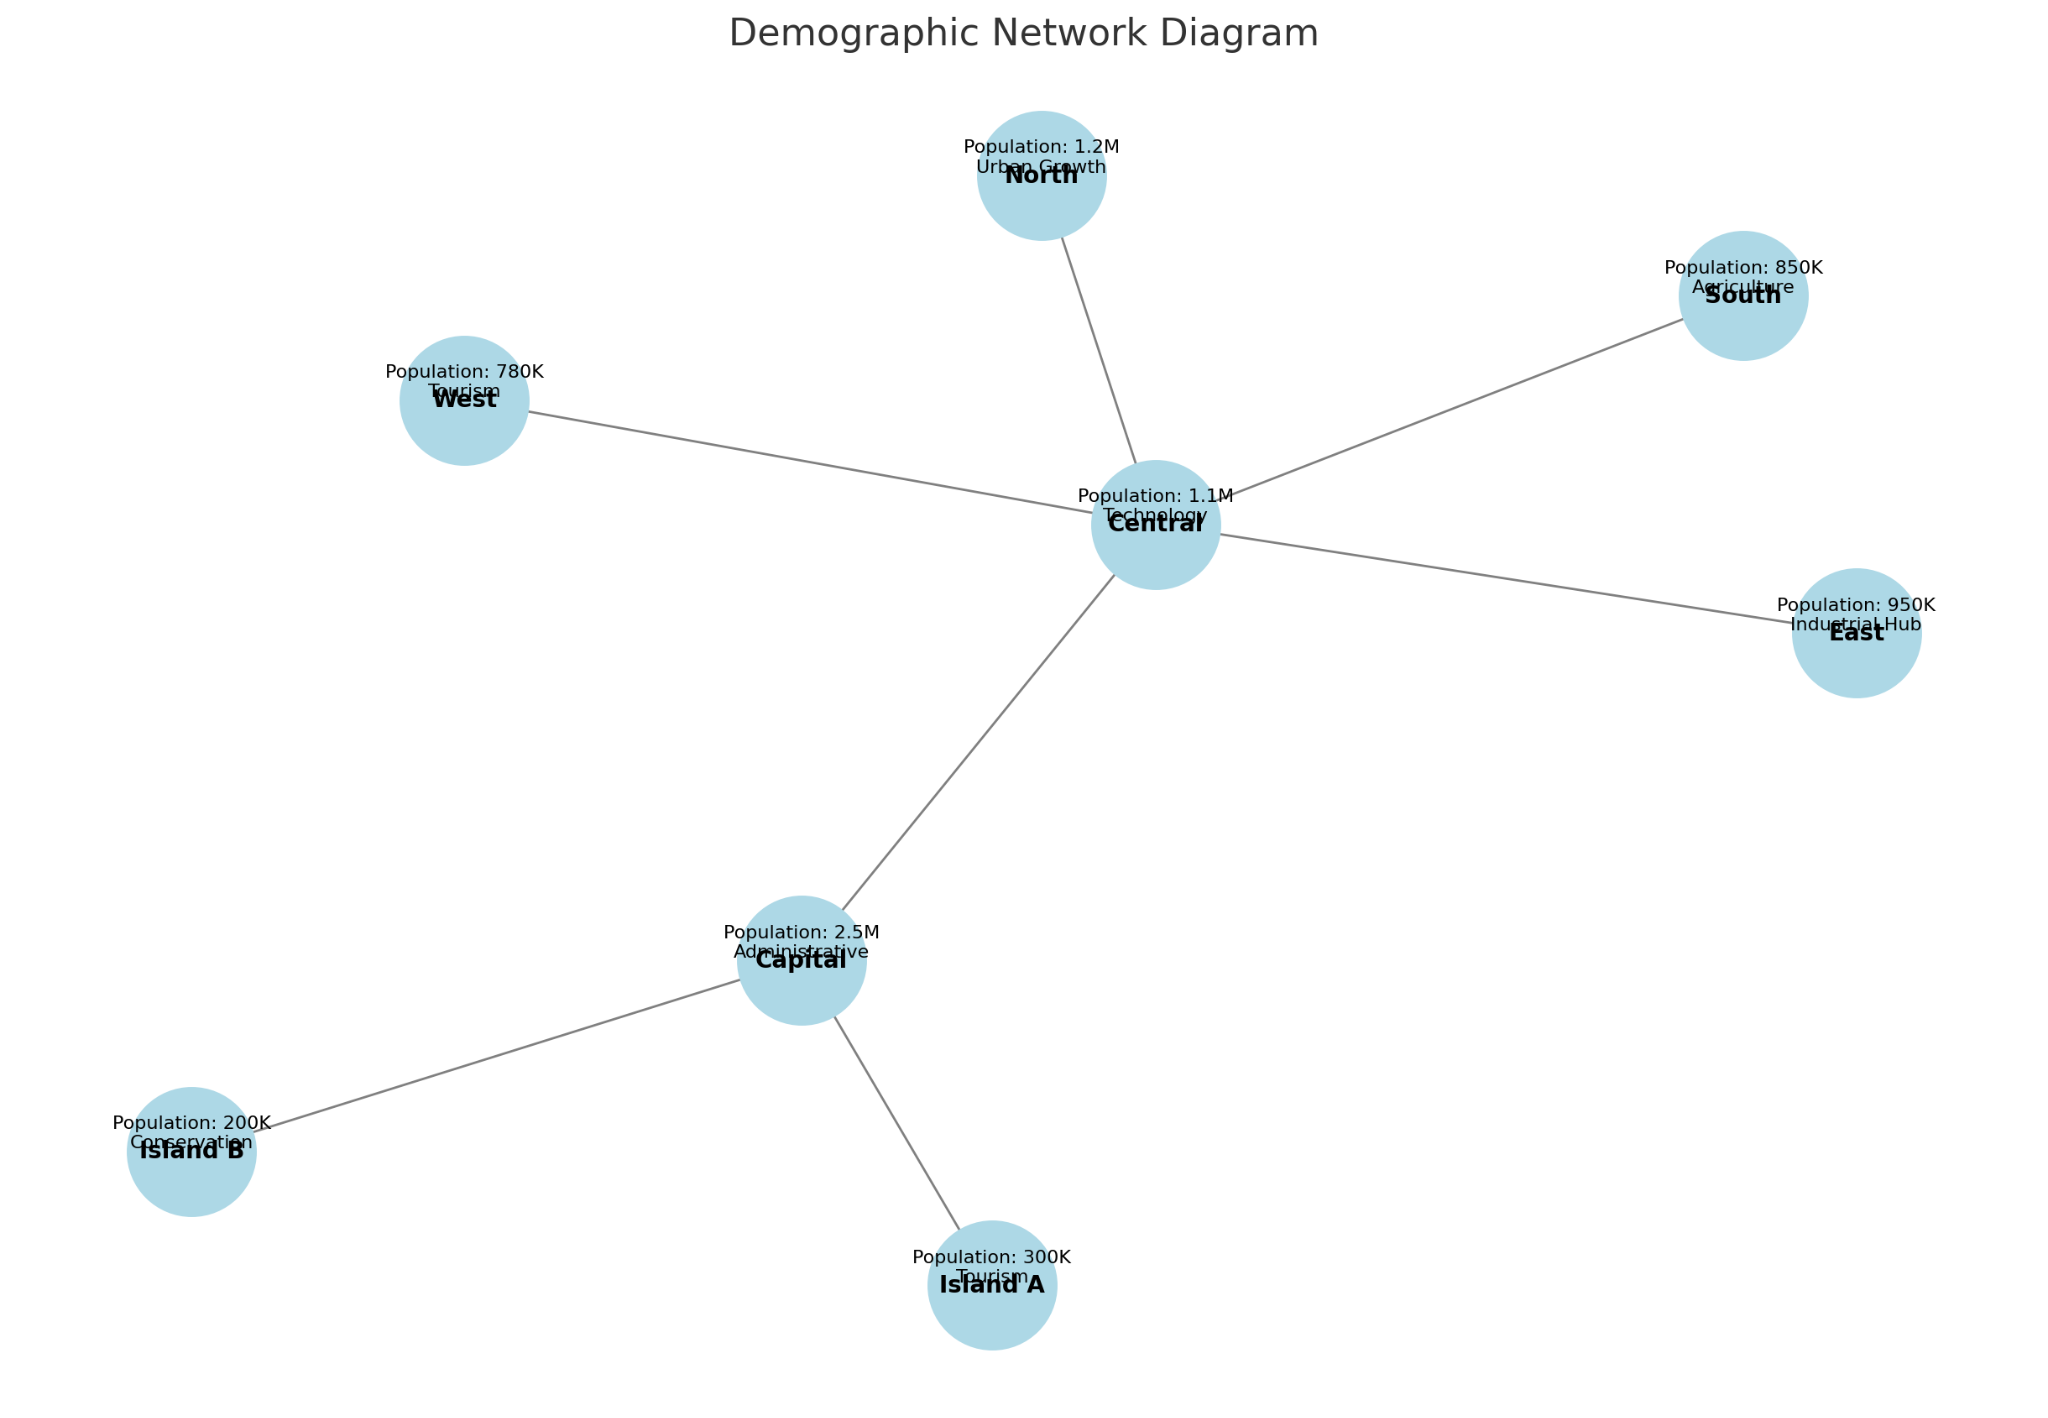 Demographic Network Diagram
Population: 1.2M
Urban Growth
North
Population: 850K
Agriculture
South
Population: 780K
Tourism
West
Population: 1.1M
Technology
Central
Population: 950K
Industrial Hub
East
Population: 2.5M
Administrative
Capital
Population: 200K
Conservation
Island B
Population: 300K
Tourism
Island A